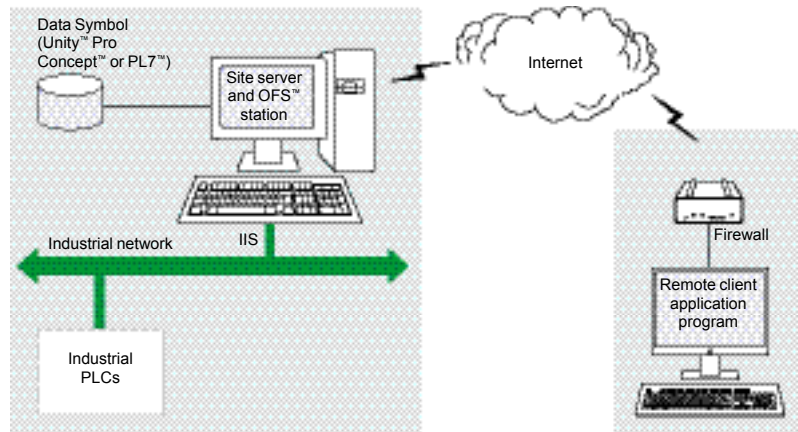 Data Symbol
(Unity™ Pro
Concept™ or PL7™)
Site server
and OFS™
station
Internet
Industrial network
IIS
Industrial
PLCs
Firewall
Remote client
application
program